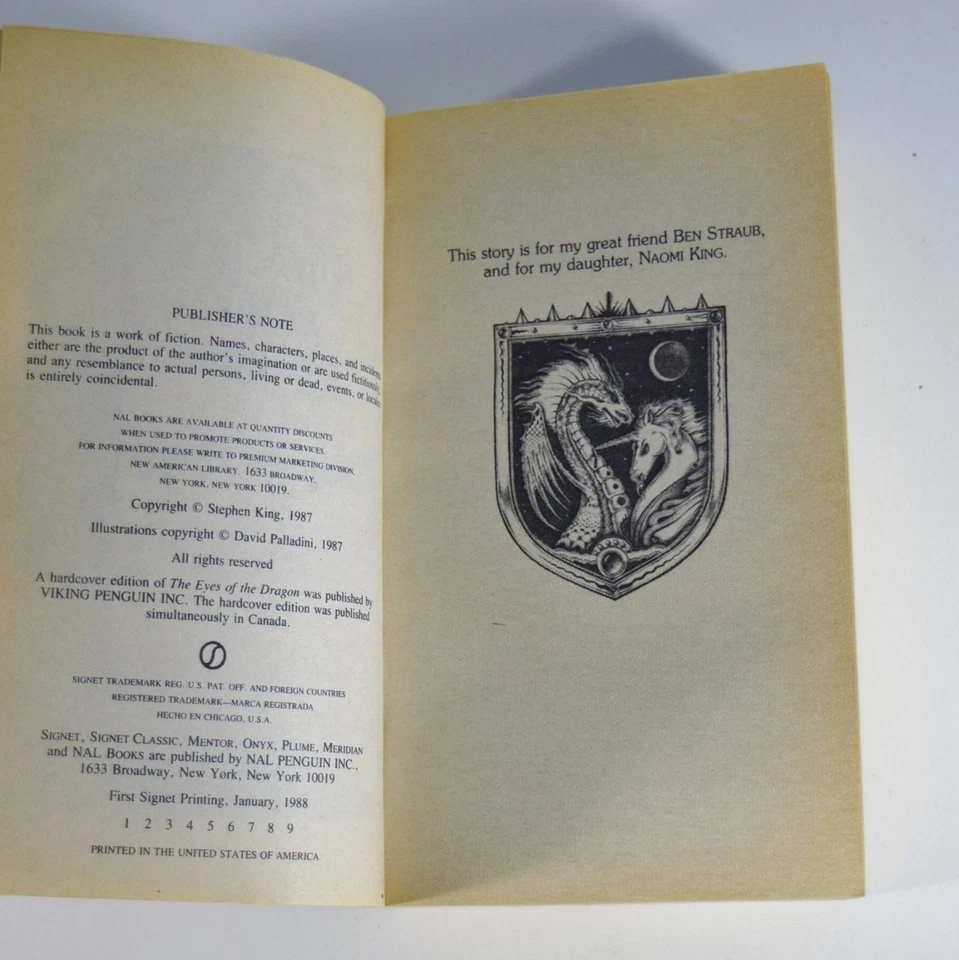 PUBLISHER'S NOTE
This book is a work of fiction. Names, characters, places, and incidents
either are the product of the author's imagination or are used fictitiously,
and any resemblance to actual persons, living or dead, events, or locales
is entirely coincidental.
NAL BOOKS ARE AVAILABLE AT QUANTITY DISCOUNTS
WHEN USED TO PROMOTE PRODUCTS OR SERVICES.
FOR INFORMATION PLEASE WRITE TO PREMIUM MARKETING DIVISION,
NEW AMERICAN LIBRARY, 1633 BROADWAY,
NEW YORK, NEW YORK 10019.
Copyright © Stephen King, 1987
Illustrations copyright © David Palladini, 1987
All rights reserved
A hardcover edition of The Eyes of the Dragon was published by
VIKING PENGUIN INC. The hardcover edition was published
simultaneously in Canada.
SIGNET TRADEMARK REG. U.S. PAT. OFF. AND FOREIGN COUNTRIES
REGISTERED TRADEMARK—MARCA REGISTRADA
HECHO EN CHICAGO, U.S.A.
SIGNET, SIGNET CLASSIC, MENTOR, ONYX, PLUME, MERIDIAN
and NAL BOOKS are published by NAL PENGUIN INC.,
1633 Broadway, New York, New York 10019
First Signet Printing, January, 1988
1 2 3 4 5 6 7 8 9
PRINTED IN THE UNITED STATES OF AMERICA
This story is for my great friend BEN STRAUB,
and for my daughter, NAOMI KING.